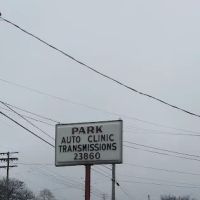 PARK
AUTO CLINIC
TRANSMISSIONS
23860